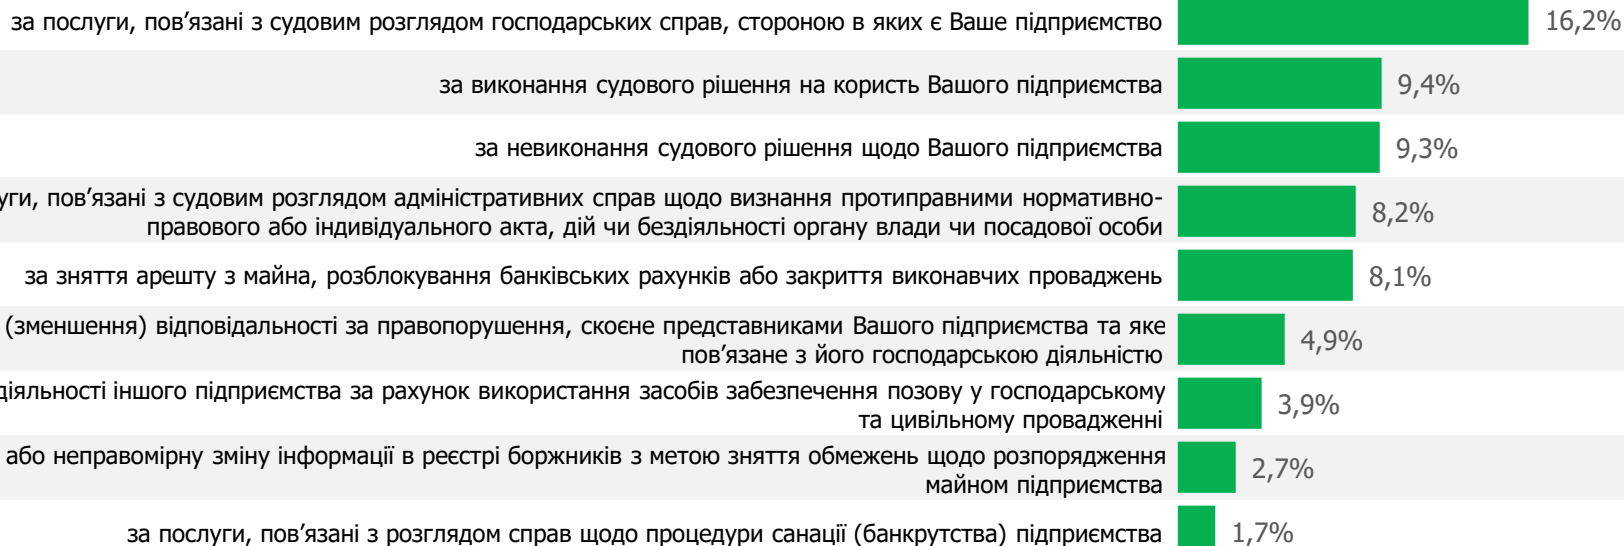 за послуги, пов’язані з судовим розглядом господарських справ, стороною в яких є Ваше підприємство 16,2%
за виконання судового рішення на користь Вашого підприємства 9,4%
за невиконання судового рішення щодо Вашого підприємства 9,3%
пов’язані з судовим розглядом адміністративних справ щодо визнання протиправними нормативно-
правового або індивідуального акта, дій чи бездіяльності органу влади чи посадової особи 8,2%
за зняття арешту з майна, розблокування банківських рахунків або закриття виконавчих проваджень 8,1%
(зменшення) відповідальності за правопорушення, скоєне представниками Вашого підприємства та яке
пов’язане з його господарською діяльністю 4,9%
діяльності іншого підприємства за рахунок використання засобів забезпечення позову у господарському
та цивільному провадженні 3,9%
або неправомірну зміну інформації в реєстрі боржників з метою зняття обмежень щодо розпорядження
майном підприємства 2,7%
за послуги, пов’язані з розглядом справ щодо процедури санації (банкрутства) підприємства 1,7%